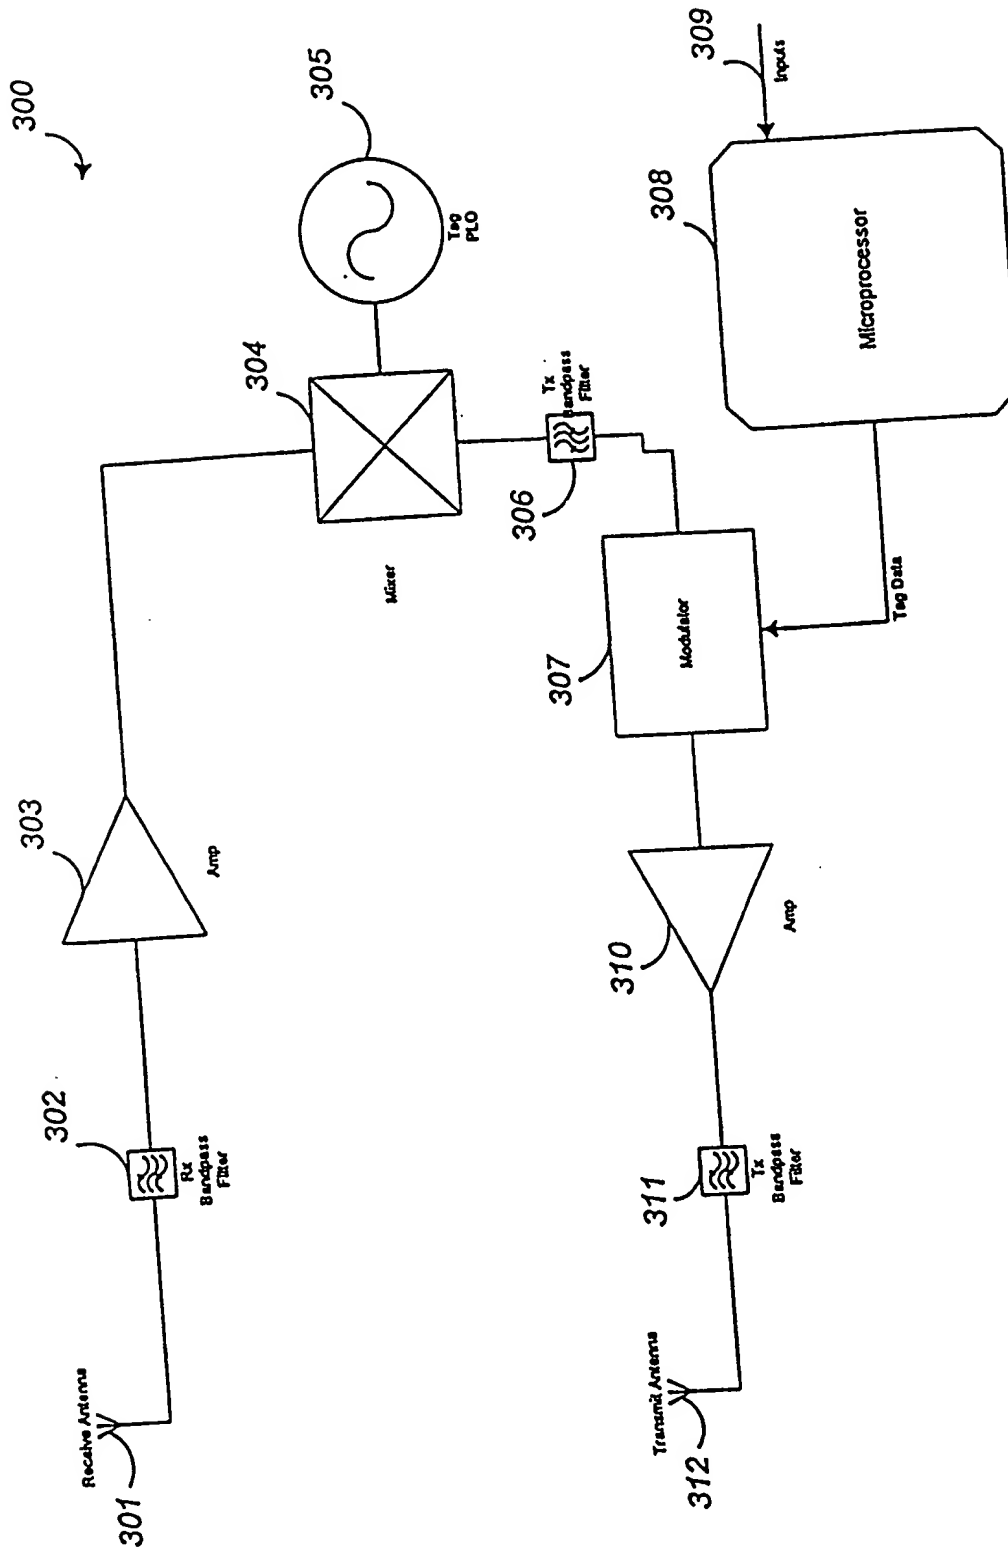 300
305
Tag
PLO
304
Mixer
303
Amp
302
Rx
Bandpass
Filter
Receive Antenna
301
306
Tx
Bandpass
Filter
309
Inputs
308
Microprocessor
Tag Data
307
Modulator
310
Amp
311
Tx
Bandpass
Filter
Transmit Antenna
312